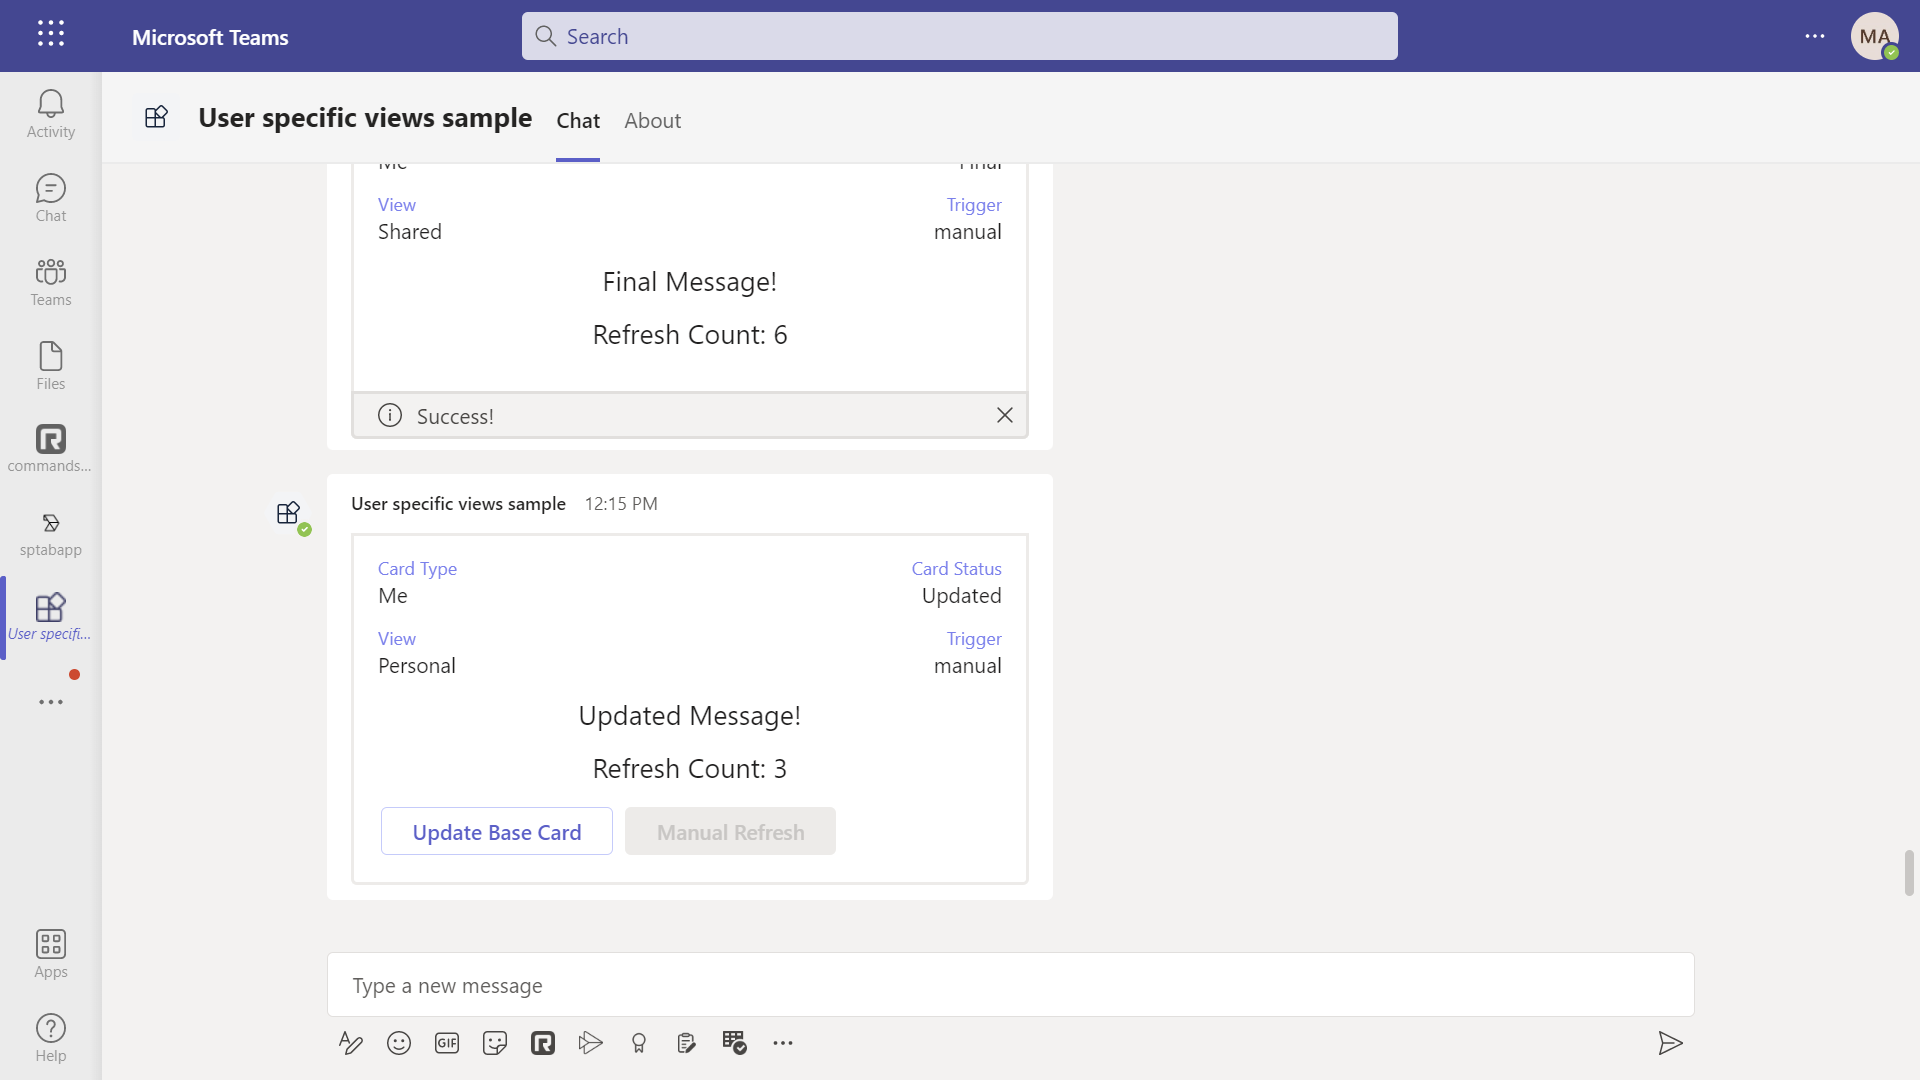 Microsoft Teams
Search
MA
Activity
Chat
Teams
Files
commands...
sptabapp
User specifi...
Apps
Help
User specific views sample
Chat
About
Me
Final
View
Trigger
Shared
manual
Final Message!
Refresh Count: 6
Success!
User specific views sample 12:15 PM
Card Type
Card Status
Me
Updated
View
Trigger
Personal
manual
Updated Message!
Refresh Count: 3
Update Base Card
Manual Refresh
Type a new message
GIF